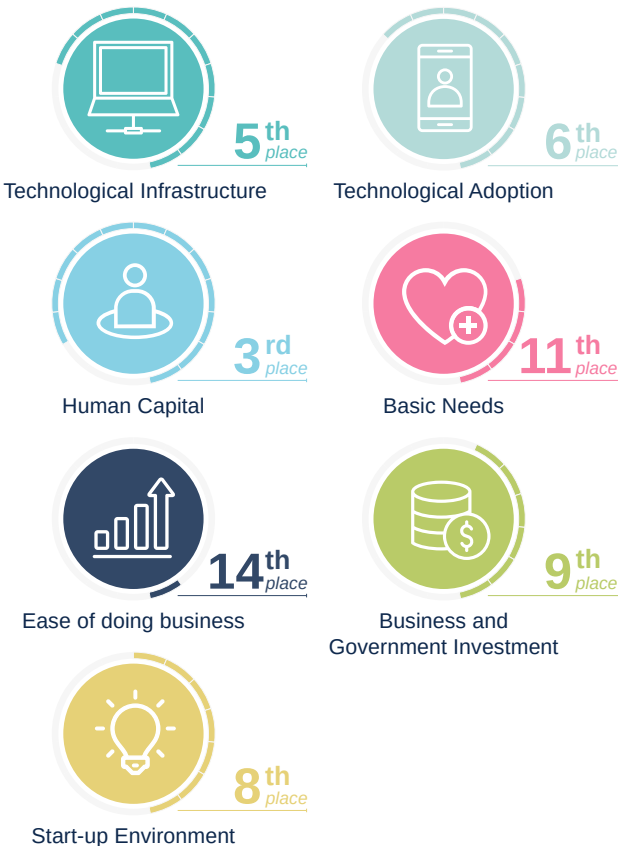 5th place
6th place
Technological Infrastructure
Technological Adoption
3rd place
11th place
Human Capital
Basic Needs
14th place
9th place
Ease of doing business
Business and
Government Investment
8th place
Start-up Environment